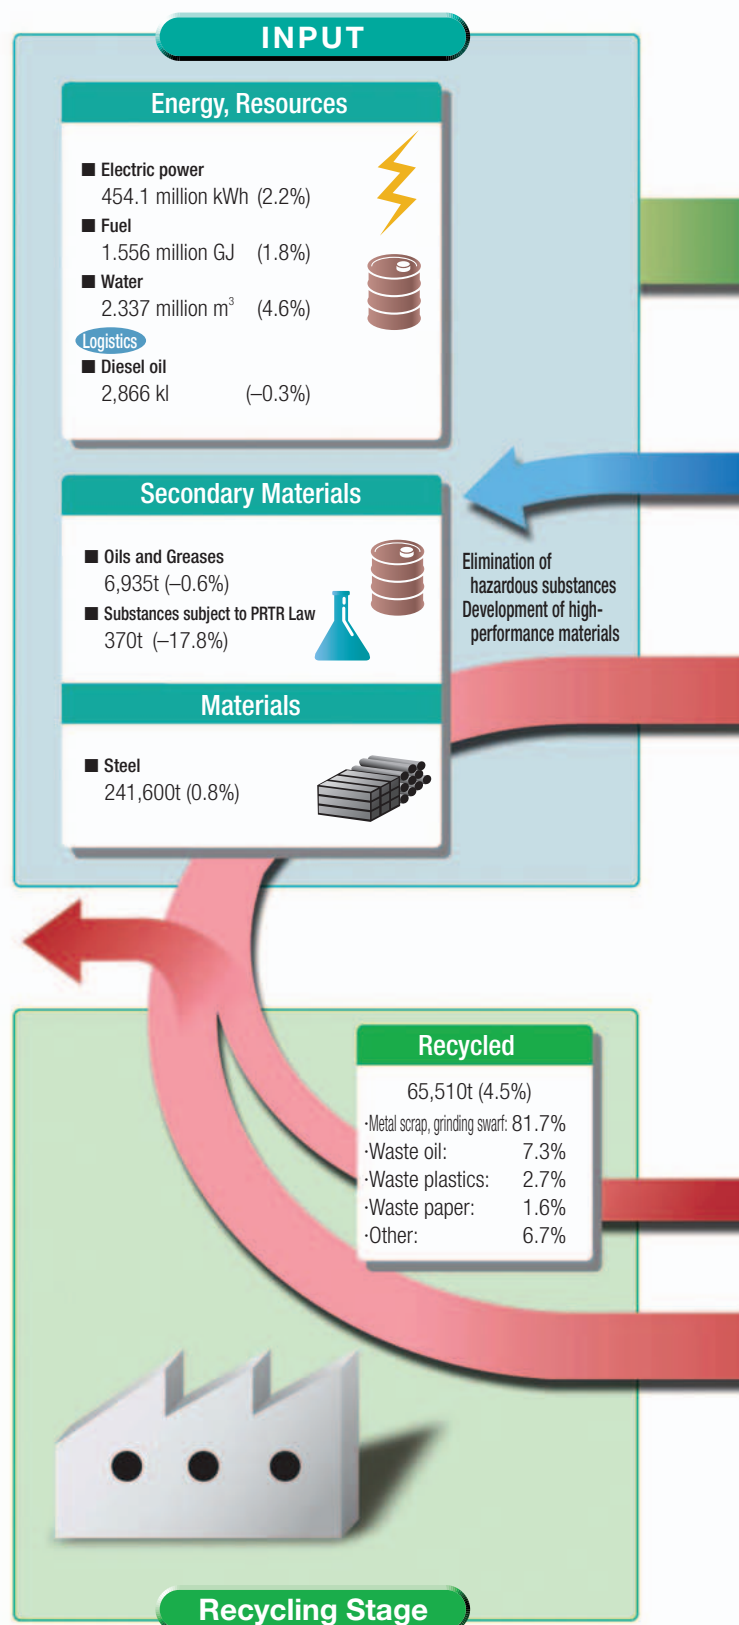 INPUT
Energy, Resources
■ Electric power
454.1 million kWh (2.2%)
■ Fuel
1.556 million GJ (1.8%)
■ Water
2.337 million m³ (4.6%)
Logistics
■ Diesel oil
2,866 kl (–0.3%)
Secondary Materials
■ Oils and Greases
6,935t (–0.6%)
■ Substances subject to PRTR Law
370t (–17.8%)
Elimination of
hazardous substances
Development of high-
performance materials
Materials
■ Steel
241,600t (0.8%)
Recycled
65,510t (4.5%)
·Metal scrap, grinding swarf: 81.7%
·Waste oil: 7.3%
·Waste plastics: 2.7%
·Waste paper: 1.6%
·Other: 6.7%
Recycling Stage